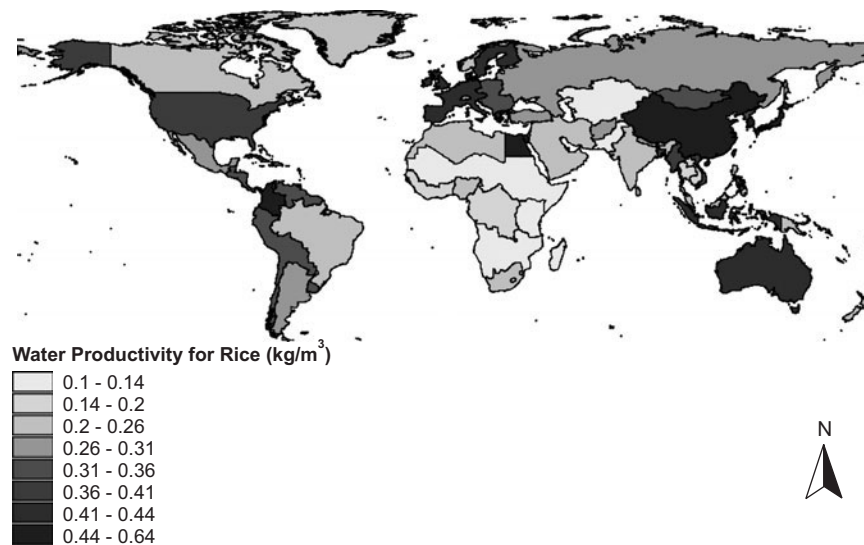 Water Productivity for Rice (kg/m³)
0.1 - 0.14
0.14 - 0.2
0.2 - 0.26
0.26 - 0.31
0.31 - 0.36
0.36 - 0.41
0.41 - 0.44
0.44 - 0.64
N